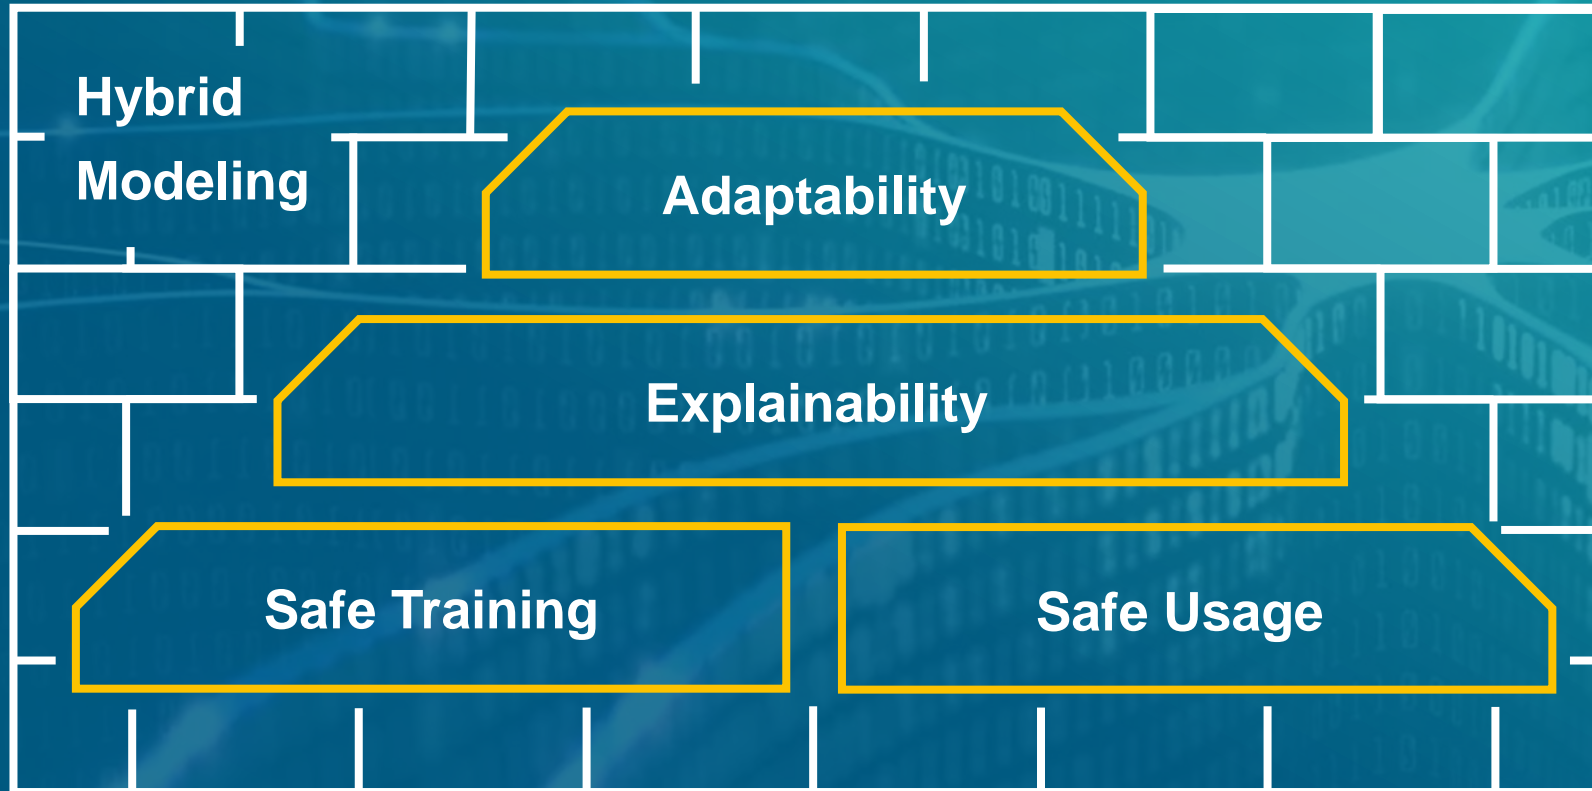 Hybrid
Modeling
Adaptability
Explainability
Safe Training
Safe Usage